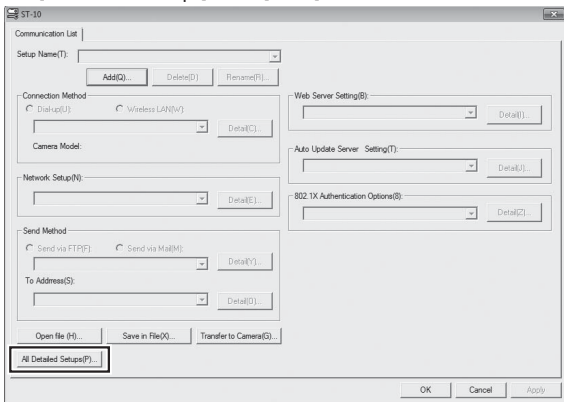 ST-10
Communication List
Setup Name(T):
Add(Q)... Delete(D) Rename(R)...
Connection Method
Dial-up(U): Wireless LAN(W):
Detail(C)...
Camera Model:
Network Setup(N):
Detail(E)...
Send Method
Send via FTP(F): Send via Mail(M):
Detail(Y)...
To Address(S):
Detail(O)...
Open file (H)... Save in File(X)... Transfer to Camera(G)...
All Detailed Setups(P)...
Web Server Setting(B):
Detail(I)...
Auto Update Server Setting(T):
Detail(J)...
802.1X Authentication Options(8):
Detail(Z)...
OK Cancel Apply